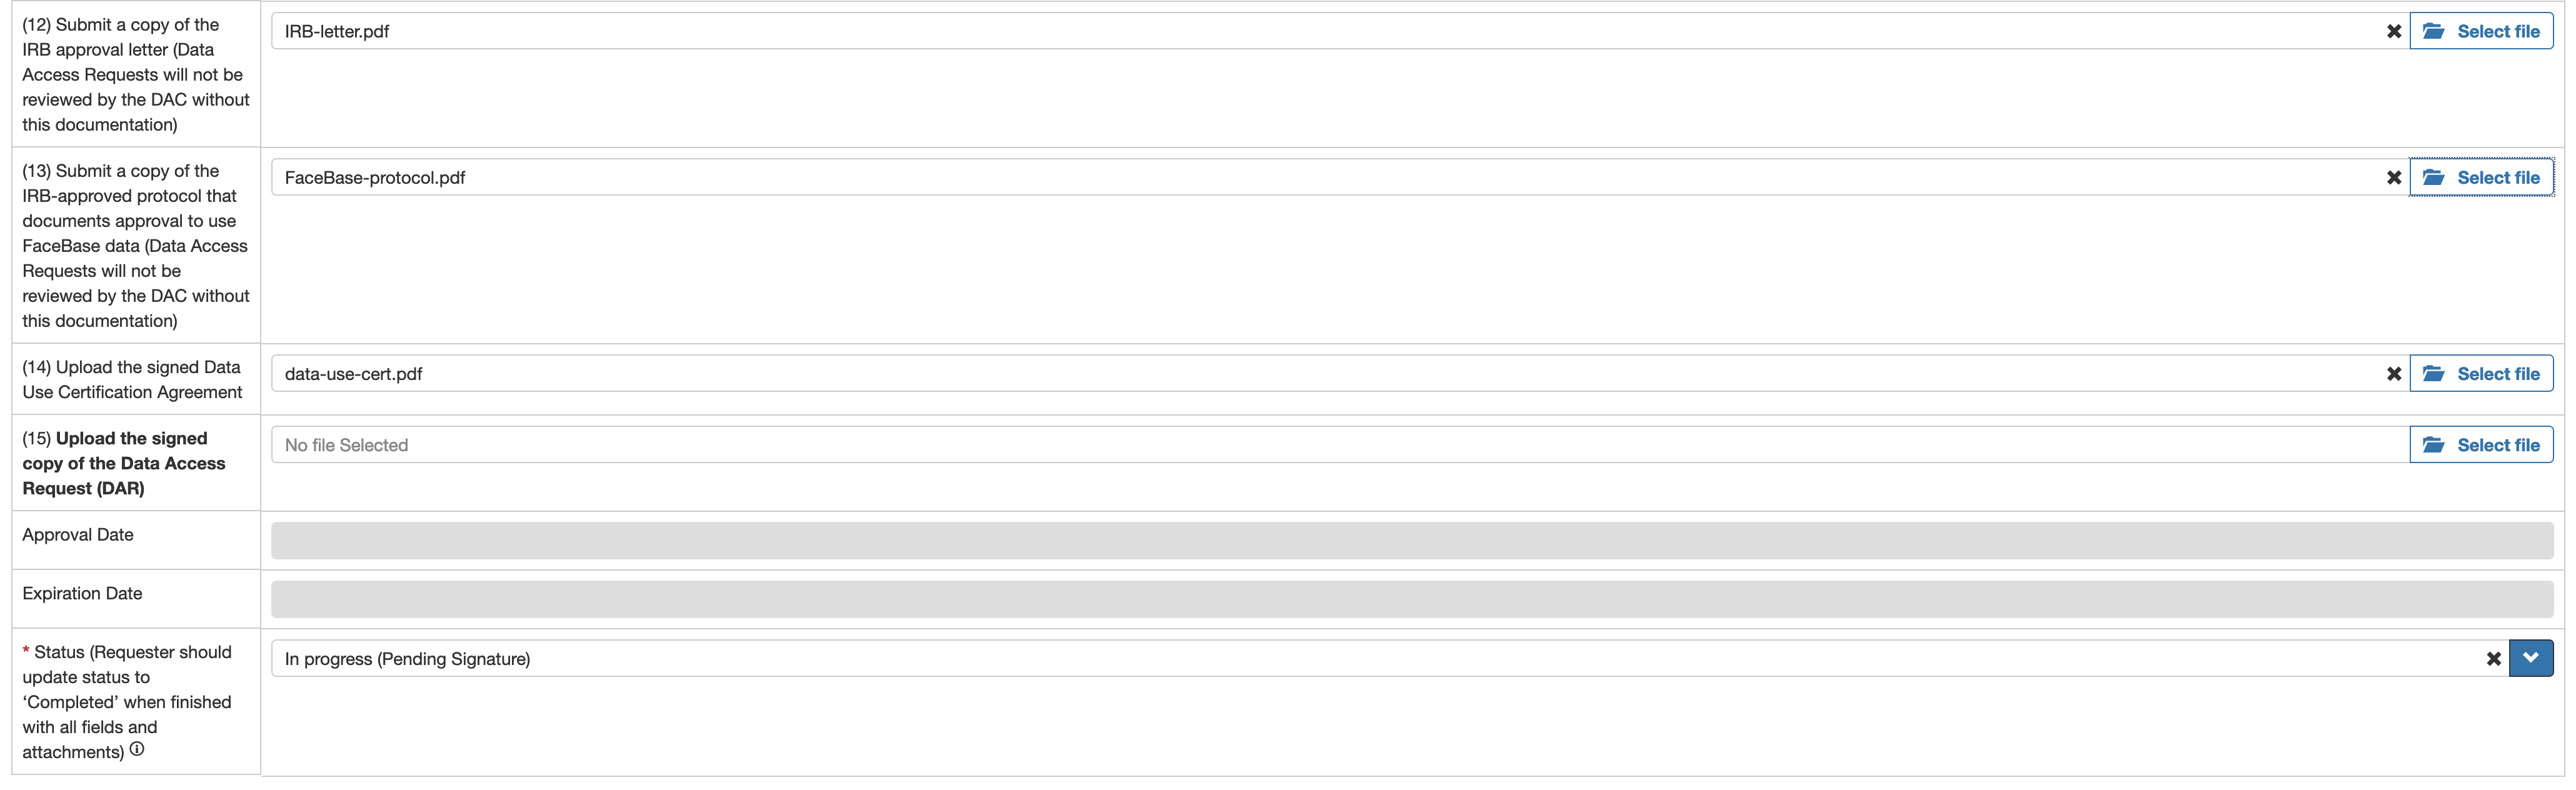 (12) Submit a copy of the
IRB approval letter (Data
Access Requests will not be
reviewed by the DAC without
this documentation)
IRB-letter.pdf
Select file
(13) Submit a copy of the
IRB-approved protocol that
documents approval to use
FaceBase data (Data Access
Requests will not be
reviewed by the DAC without
this documentation)
FaceBase-protocol.pdf
Select file
(14) Upload the signed Data
Use Certification Agreement
data-use-cert.pdf
Select file
(15) Upload the signed
copy of the Data Access
Request (DAR)
No file Selected
Select file
Approval Date
Expiration Date
* Status (Requester should
update status to
‘Completed’ when finished
with all fields and
attachments)
In progress (Pending Signature)